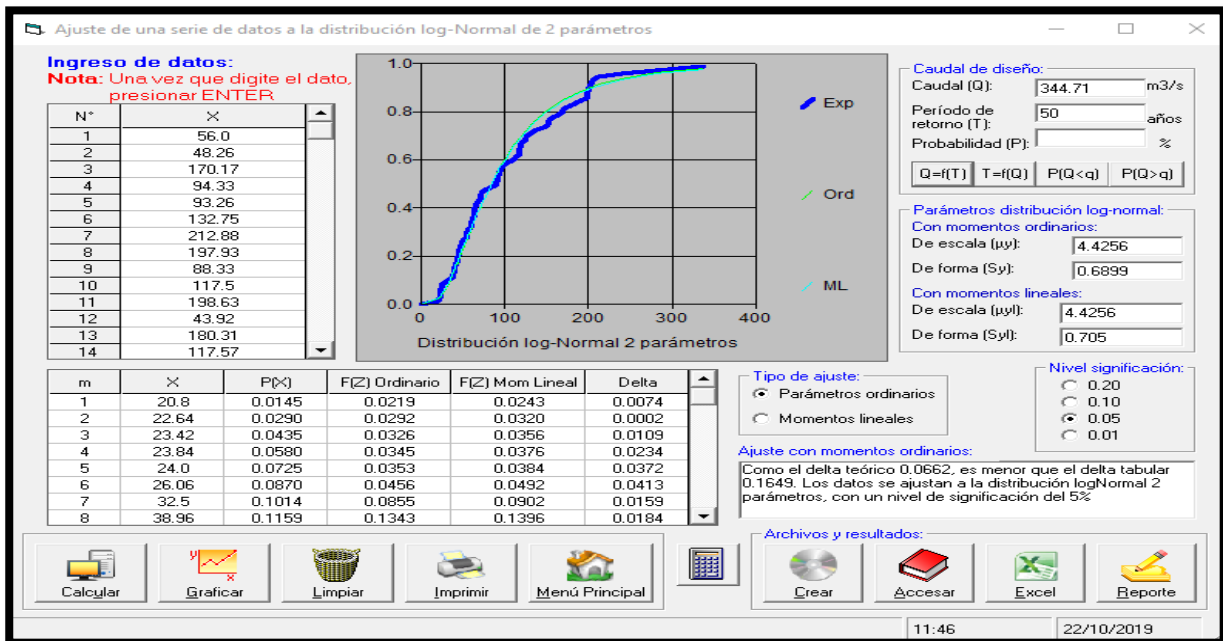 Ajuste de una serie de datos a la distribución log-Normal de 2 parámetros
Ingreso de datos:
Nota: Una vez que digite el dato,
presionar ENTER
N° X
1 56.0
2 48.26
3 170.17
4 94.33
5 93.26
6 132.75
7 212.88
8 197.93
9 88.33
10 117.5
11 198.63
12 43.92
13 180.31
14 117.57
1.0
0.8
0.6
0.4
0.2
0.0
0 100 200 300 400
Distribución log-Normal 2 parámetros
Exp
Ord
ML
Caudal de diseño:
Caudal (Q): 344.71 m3/s
Período de
retorno (T): 50 años
Probabilidad (P): %
Q=f(T) T=f(Q) P(Q<q) P(Q>q)
Parámetros distribución log-normal:
Con momentos ordinarios:
De escala (µy): 4.4256
De forma (Sy): 0.6899
Con momentos lineales:
De escala (µyl): 4.4256
De forma (Syl): 0.705
m X P(X) F(Z) Ordinario F(Z) Mom Lineal Delta
1 20.8 0.0145 0.0219 0.0243 0.0074
2 22.64 0.0290 0.0292 0.0320 0.0002
3 23.42 0.0435 0.0326 0.0356 0.0109
4 23.84 0.0580 0.0345 0.0376 0.0234
5 24.0 0.0725 0.0353 0.0384 0.0372
6 26.06 0.0870 0.0456 0.0492 0.0413
7 32.5 0.1014 0.0855 0.0902 0.0159
8 38.96 0.1159 0.1343 0.1396 0.0184
Tipo de ajuste:
Parámetros ordinarios
Momentos lineales
Nivel significación:
0.20
0.10
0.05
0.01
Ajuste con momentos ordinarios:
Como el delta teórico 0.0662, es menor que el delta tabular
0.1649. Los datos se ajustan a la distribución logNormal 2
parámetros, con un nivel de significación del 5%
Calcular Graficar Limpiar Imprimir Menú Principal
Archivos y resultados:
Crear Accesar Excel Reporte
11:46 22/10/2019